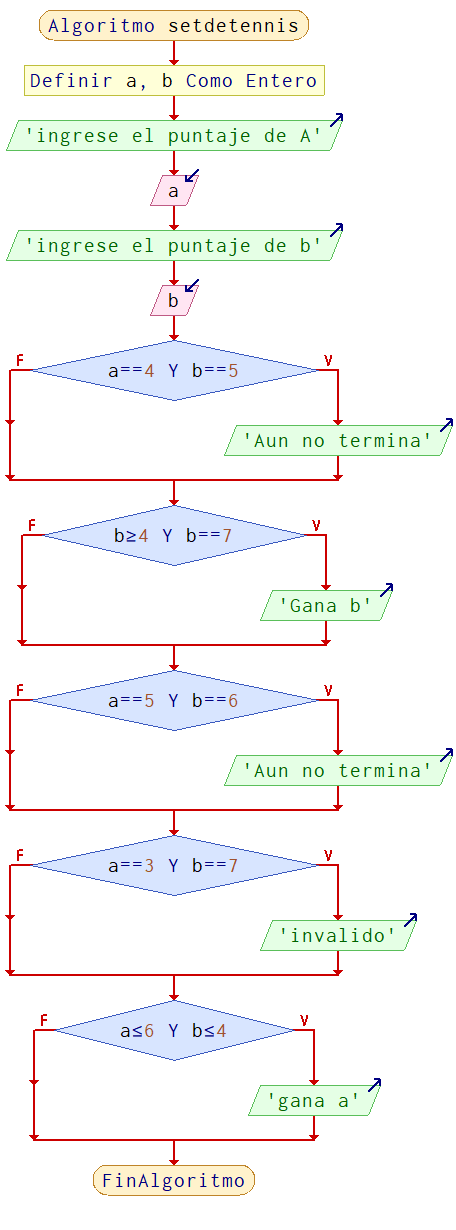 Algoritmo setdetennis
Definir a, b Como Entero
'ingrese el puntaje de A'
a
'ingrese el puntaje de b'
b
F
a==4 Y b==5
V
'Aun no termina'
F
b≥4 Y b==7
V
'Gana b'
F
a==5 Y b==6
V
'Aun no termina'
F
a==3 Y b==7
V
'invalido'
F
a≤6 Y b≤4
V
'gana a'
FinAlgoritmo